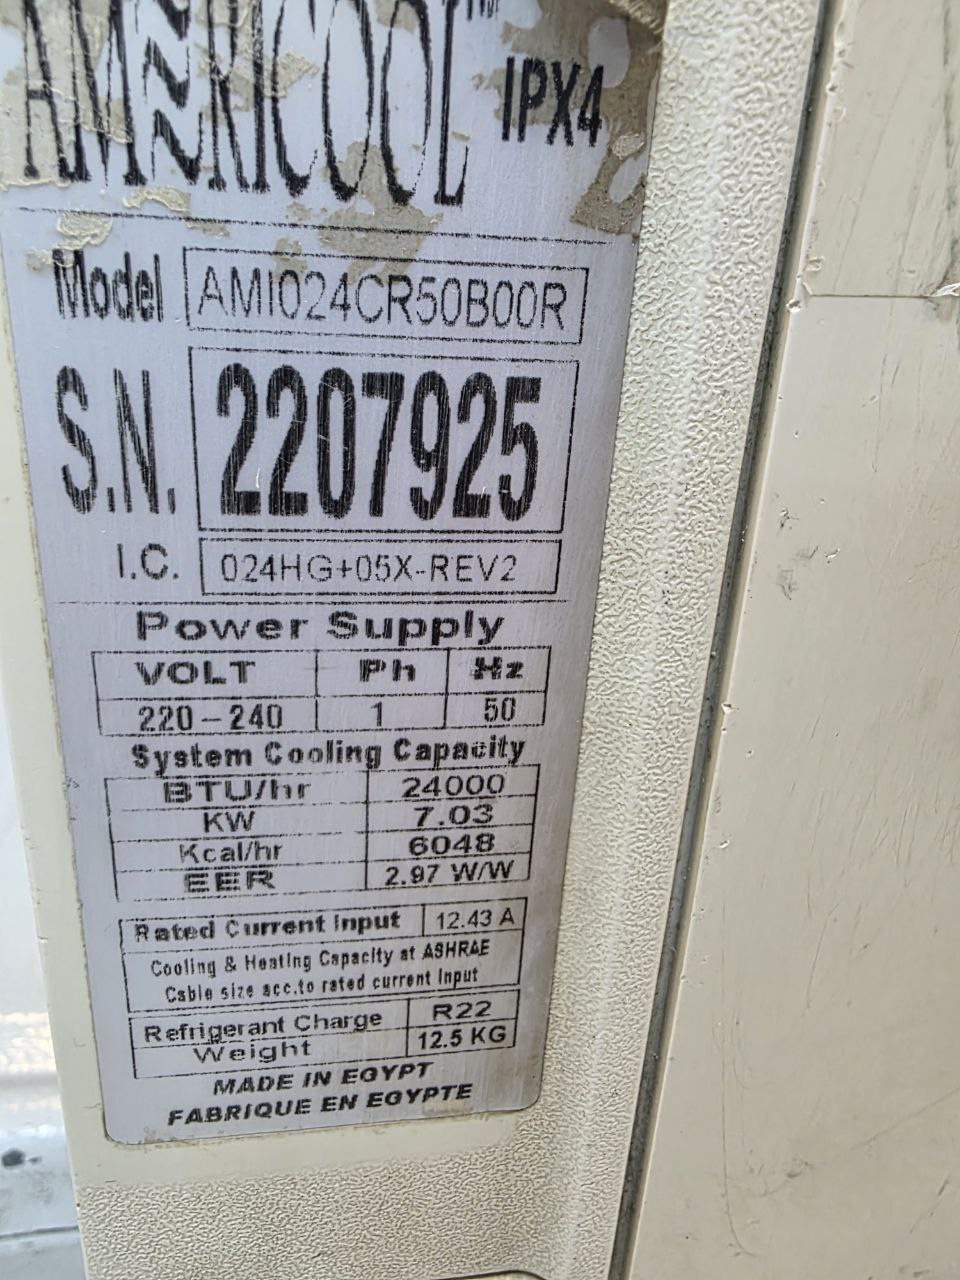 AMERICOOL
IPX4
Model AMI024CR50B00R
S.N. 2207925
I.C. 024HG+05X-REV2
Power Supply
VOLT Ph Hz
220-240 1 50
System Cooling Capacity
BTU/hr 24000
KW 7.03
Kcal/hr 6048
EER 2.97 W/W
Rated Current Input 12.43 A
Cooling & Heating Capacity at ASHRAE
Cable size acc.to rated current Input
Refrigerant Charge R22
Weight 12.5 KG
MADE IN EGYPT
FABRIQUE EN EGYPTE